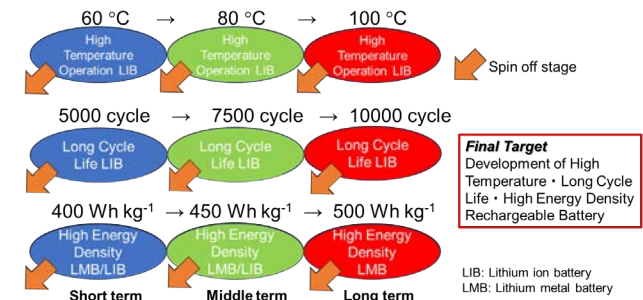 60 °C → 80 °C → 100 °C
High
Temperature
Operation LIB
High
Temperature
Operation LIB
High
Temperature
Operation LIB
Spin off stage
5000 cycle → 7500 cycle → 10000 cycle
Long Cycle
Life LIB
Long Cycle
Life LIB
Long Cycle
Life LIB
Final Target
Development of High
Temperature・Long Cycle
Life・High Energy Density
Rechargeable Battery
400 Wh kg⁻¹ → 450 Wh kg⁻¹ → 500 Wh kg⁻¹
High Energy
Density
LMB/LIB
High Energy
Density
LMB/LIB
High Energy
Density
LMB
LIB: Lithium ion battery
LMB: Lithium metal battery
Short term
Middle term
Long term